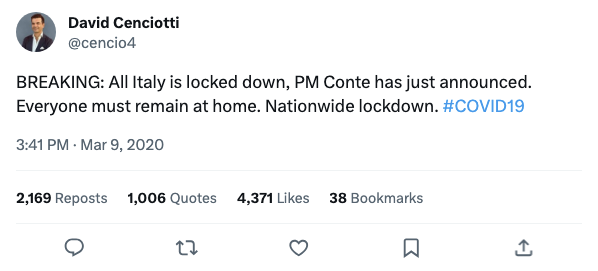 David Cenciotti
@cencio4
BREAKING: All Italy is locked down, PM Conte has just announced.
Everyone must remain at home. Nationwide lockdown. #COVID19
3:41 PM · Mar 9, 2020
2,169 Reposts 1,006 Quotes 4,371 Likes 38 Bookmarks